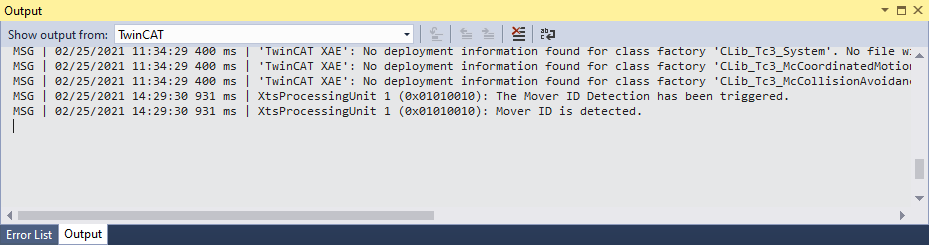 Output
Show output from: TwinCAT
MSG | 02/25/2021 11:34:29 400 ms | 'TwinCAT XAE': No deployment information found for class factory 'CLib_Tc3_System'. No file
MSG | 02/25/2021 11:34:29 400 ms | 'TwinCAT XAE': No deployment information found for class factory 'CLib_Tc3_McCoordinatedMotion
MSG | 02/25/2021 11:34:29 400 ms | 'TwinCAT XAE': No deployment information found for class factory 'CLib_Tc3_McCollisionAvoidan
MSG | 02/25/2021 14:29:30 931 ms | XtsProcessingUnit 1 (0x01010010): The Mover ID Detection has been triggered.
MSG | 02/25/2021 14:29:30 931 ms | XtsProcessingUnit 1 (0x01010010): Mover ID is detected.
Error List Output